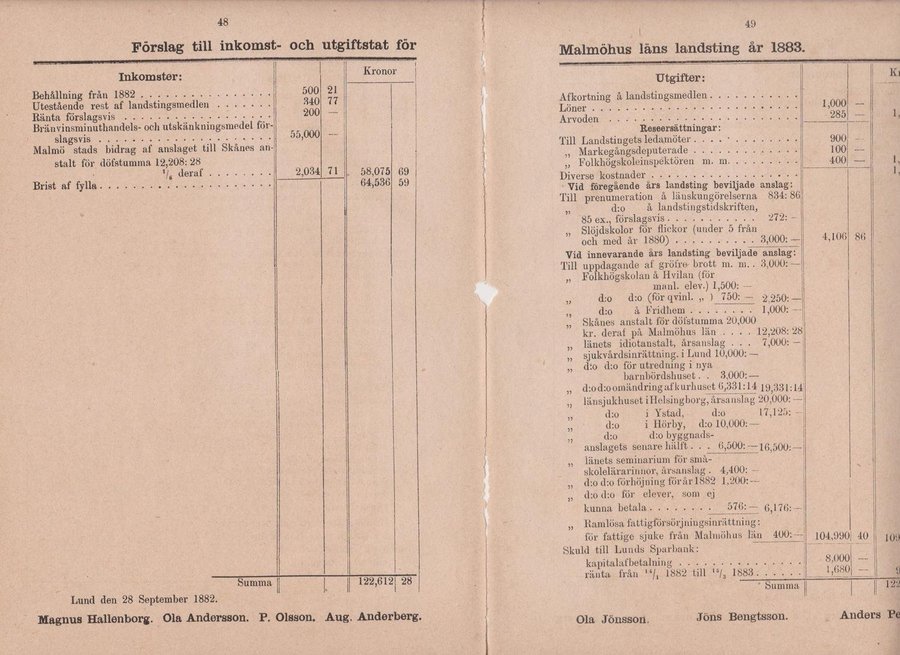 48
Förslag till inkomst- och utgiftstat för
Inkomster:
Kronor
Behållning från 1882 500 21
Utestående rest af landstingsmedlen 340 77
Ränta förslagsvis 200 —
Bränvinsminuthandels- och utskänkningsmedel för-
slagsvis 55,000 —
Malmö stads bidrag af anslaget till Skånes an-
stalt för döfstumma 12,208: 28
1/6 deraf 2,034 71 58,075 69
Brist af fylla 64,536 59
Summa 122,612 28
Lund den 28 September 1882.
Magnus Hallenborg. Ola Andersson. P. Olsson. Aug. Anderberg.
49
Malmöhus läns landsting år 1883.
Utgifter:
Afkortning å landstingsmedlen
Löner 1,000 —
Arvoden 285 —
Reseersättningar:
Till Landstingets ledamöter 900 —
„ Markegångsdeputerade 100 —
„ Folkhögskoleinspektören m. m. 400 —
Diverse kostnader
Vid föregående års landsting beviljade anslag:
Till prenumeration å länskungörelserna 834: 86
„ d:o å landstingstidskriften,
85 ex., förslagsvis 272: —
„ Slöjdskolor för flickor (under 5 från
och med år 1880) 3,000: — 4,106 86
Vid innevarande års landsting beviljade anslag:
Till uppdagande af gröfre brott m. m. 3,000: —
„ Folkhögskolan å Hvilan (för
manl. elev.) 1,500: —
„ d:o d:o (för qvinl. „ ) 750: — 2,250: —
„ d:o å Fridhem 1,000: —
„ Skånes anstalt för döfstumma 20,000
kr. deraf på Malmöhus län 12,208: 28
„ länets idiotanstalt, årsanslag 7,000: —
„ sjukvårdsinrättning. i Lund 10,000: —
„ d:o d:o för utredning i nya
barnbördshuset 3,000: —
„ d:o d:o omändring af kurhuset 6,331: 14 19,331: 14
„ länsjukhuset i Helsingborg, årsanslag 20,000: —
„ d:o i Ystad, d:o 17,125: —
„ d:o i Hörby, d:o 10,000: —
„ d:o d:o byggnads-
anslagets senare hälft 6,500: — 16,500: —
„ länets seminarium för små-
skolelärarinnor, årsanslag 4,400: —
„ d:o d:o förhöjning för år 1882 1,200: —
„ d:o d:o för elever, som ej
kunna betala 576: — 6,176: —
„ Ramlösa fattigförsörjningsinrättning:
för fattige sjuke från Malmöhus län 400: — 104,990 40
Skuld till Lunds Sparbank:
kapitalafbetalning 8,000 —
ränta från 14/1 1882 till 1883 1,680 —
Summa
Ola Jönsson. Jöns Bengtsson. Anders